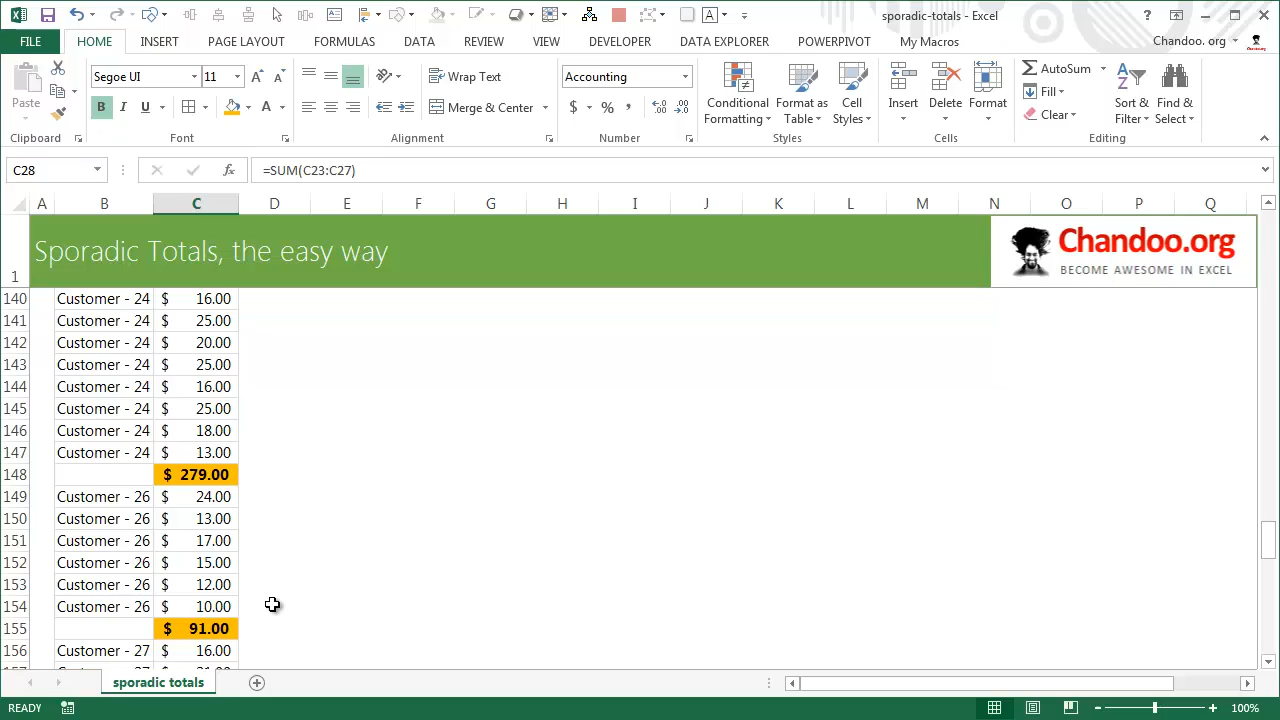 sporadic-totals - Excel
FILE HOME INSERT PAGE LAYOUT FORMULAS DATA REVIEW VIEW DEVELOPER DATA EXPLORER POWERPIVOT My Macros Chandoo. org
Paste Segoe UI 11 Wrap Text Accounting Conditional Formatting Format as Table Cell Styles Insert Delete Format AutoSum Sort & Filter Find & Select
B I U A Merge & Center $ % , Fill
Clear
Clipboard Font Alignment Number Styles Cells Editing
C28 fx =SUM(C23:C27)
A B C D E F G H I J K L M N O P Q
1 Sporadic Totals, the easy way Chandoo.org
BECOME AWESOME IN EXCEL
140 Customer - 24 $ 16.00
141 Customer - 24 $ 25.00
142 Customer - 24 $ 20.00
143 Customer - 24 $ 25.00
144 Customer - 24 $ 16.00
145 Customer - 24 $ 25.00
146 Customer - 24 $ 18.00
147 Customer - 24 $ 13.00
148 $ 279.00
149 Customer - 26 $ 24.00
150 Customer - 26 $ 13.00
151 Customer - 26 $ 17.00
152 Customer - 26 $ 15.00
153 Customer - 26 $ 12.00
154 Customer - 26 $ 10.00
155 $ 91.00
156 Customer - 27 $ 16.00
sporadic totals
READY 100%